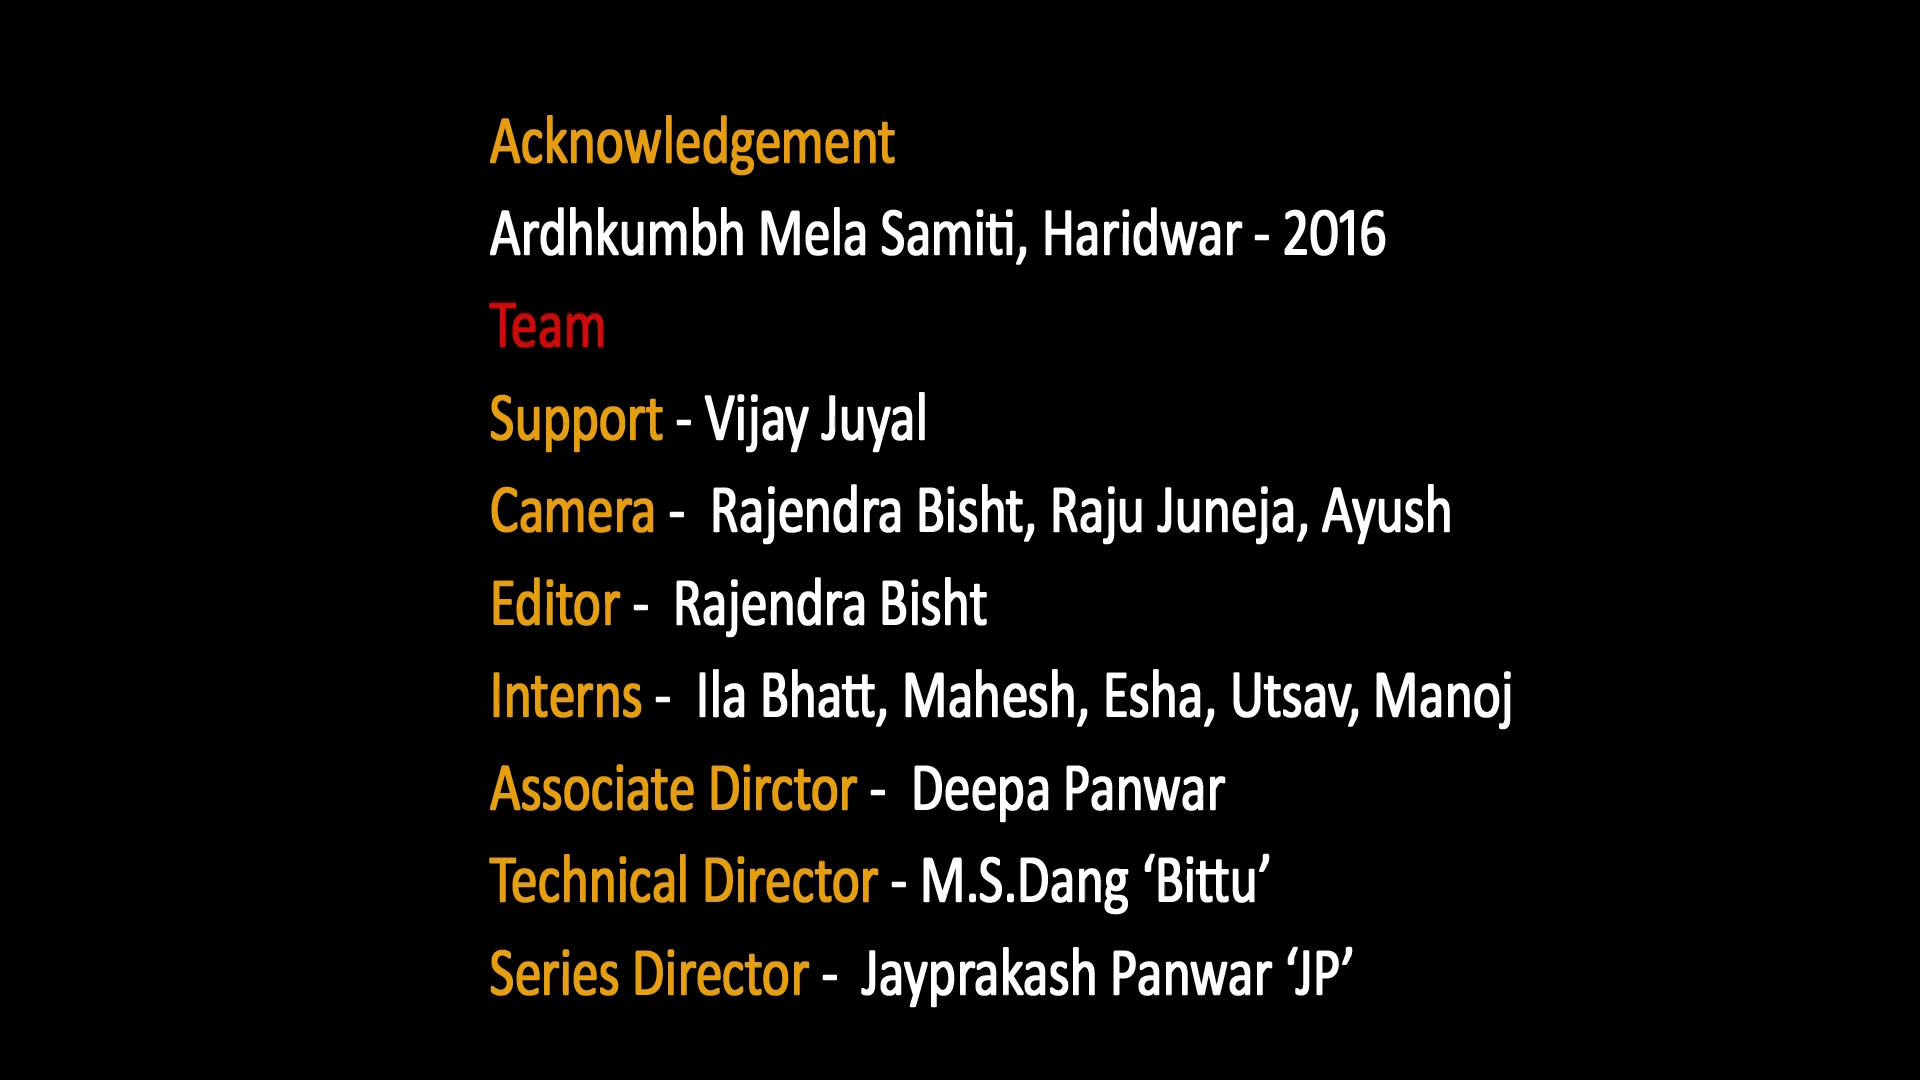 Acknowledgement
Ardhkumbh Mela Samiti, Haridwar - 2016
Team
Support - Vijay Juyal
Camera - Rajendra Bisht, Raju Juneja, Ayush
Editor - Rajendra Bisht
Interns - Ila Bhatt, Mahesh, Esha, Utsav, Manoj
Associate Dirctor - Deepa Panwar
Technical Director - M.S.Dang ‘Bittu’
Series Director - Jayprakash Panwar ‘JP’